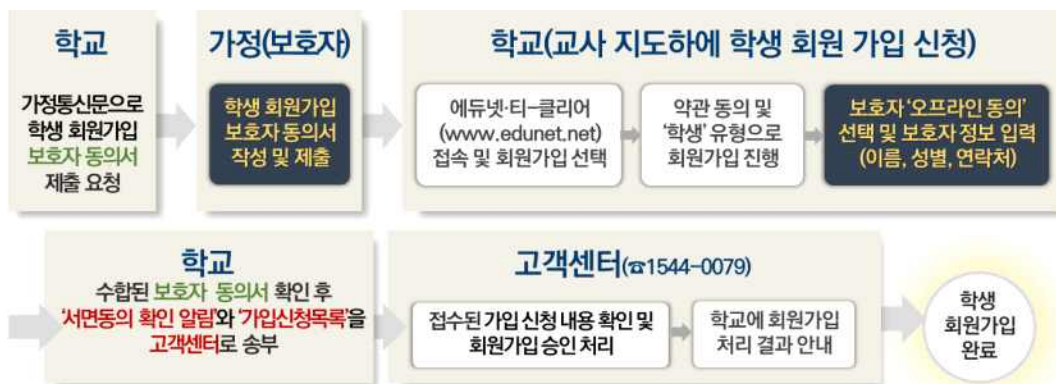 학교
가정통신문으로
학생 회원가입
보호자 동의서
제출 요청
가정(보호자)
학생 회원가입
보호자 동의서
작성 및 제출
학교(교사 지도하에 학생 회원 가입 신청)
에듀넷·티-클리어
(www.edunet.net)
접속 및 회원가입 선택
약관 동의 및
'학생' 유형으로
회원가입 진행
보호자 '오프라인 동의'
선택 및 보호자 정보 입력
(이름, 성별, 연락처)
학교
수합된 보호자 동의서 확인 후
'서면동의 확인 알림'와 '가입신청목록'을
고객센터로 송부
고객센터(☎1544-0079)
접수된 가입 신청 내용 확인 및
회원가입 승인 처리
학교에 회원가입
처리 결과 안내
학생
회원가입
완료